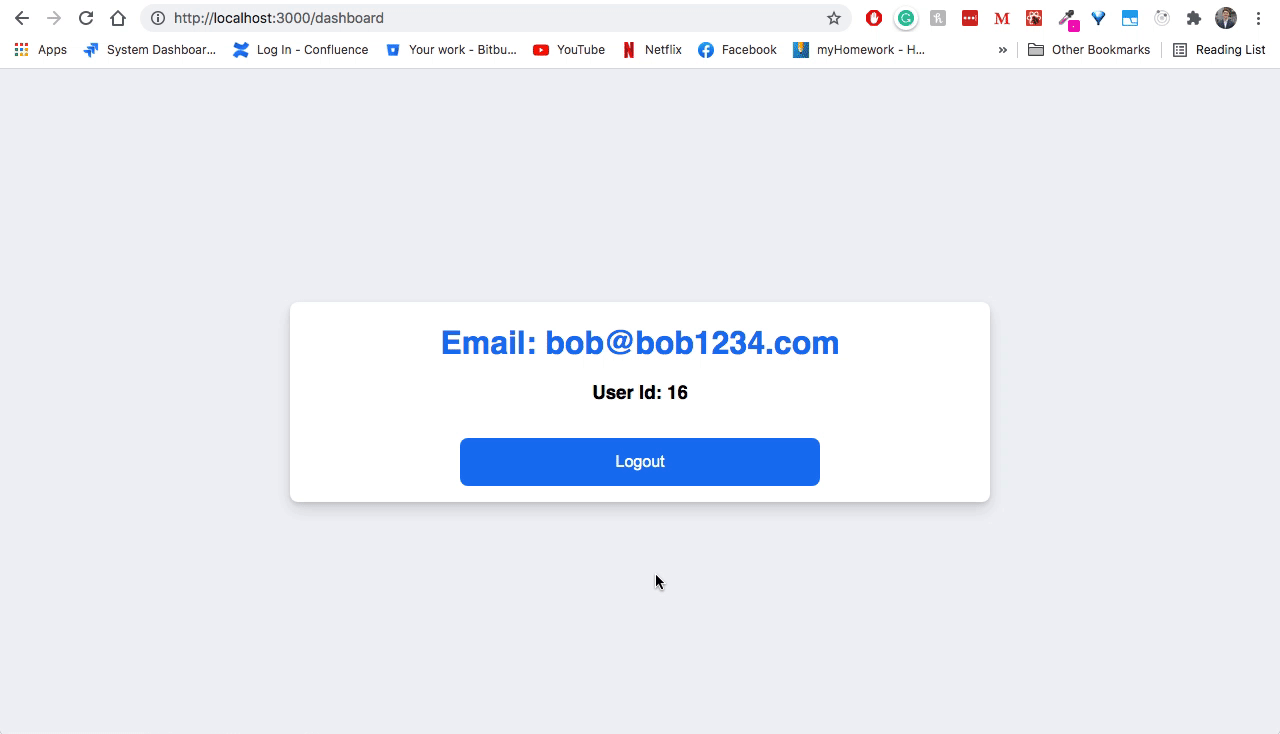 http://localhost:3000/dashboard
Apps System Dashboar... Log In - Confluence Your work - Bitbu... YouTube Netflix Facebook myHomework - H... » Other Bookmarks Reading List
Email: bob@bob1234.com
User Id: 16
Logout